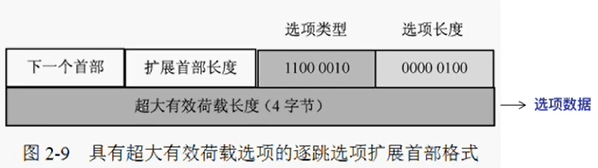 选项类型 选项长度
下一个首部 扩展首部长度 1100 0010 0000 0100
超大有效荷载长度（4 字节） 选项数据
图 2-9 具有超大有效荷载选项的逐跳选项扩展首部格式